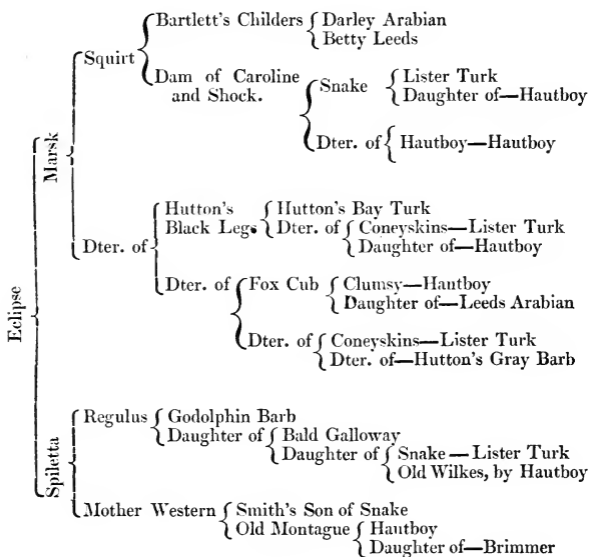 Bartlett's Childers { Darley Arabian
Betty Leeds
Squirt
Dam of Caroline
and Shock.
Snake { Lister Turk
Daughter of—Hautboy
Dter. of { Hautboy—Hautboy
Marsk
Hutton's
Black Legs
{ Hutton's Bay Turk
Dter. of { Coneyskins—Lister Turk
Daughter of—Hautboy
Dter. of
Dter. of { Fox Cub { Clumsy—Hautboy
Daughter of—Leeds Arabian
Dter. of { Coneyskins—Lister Turk
Dter. of—Hutton's Gray Barb
Eclipse
Regulus { Godolphin Barb
Daughter of { Bald Galloway
Daughter of { Snake—Lister Turk
Old Wilkes, by Hautboy
Spiletta
Mother Western { Smith's Son of Snake
Old Montague { Hautboy
Daughter of—Brimmer